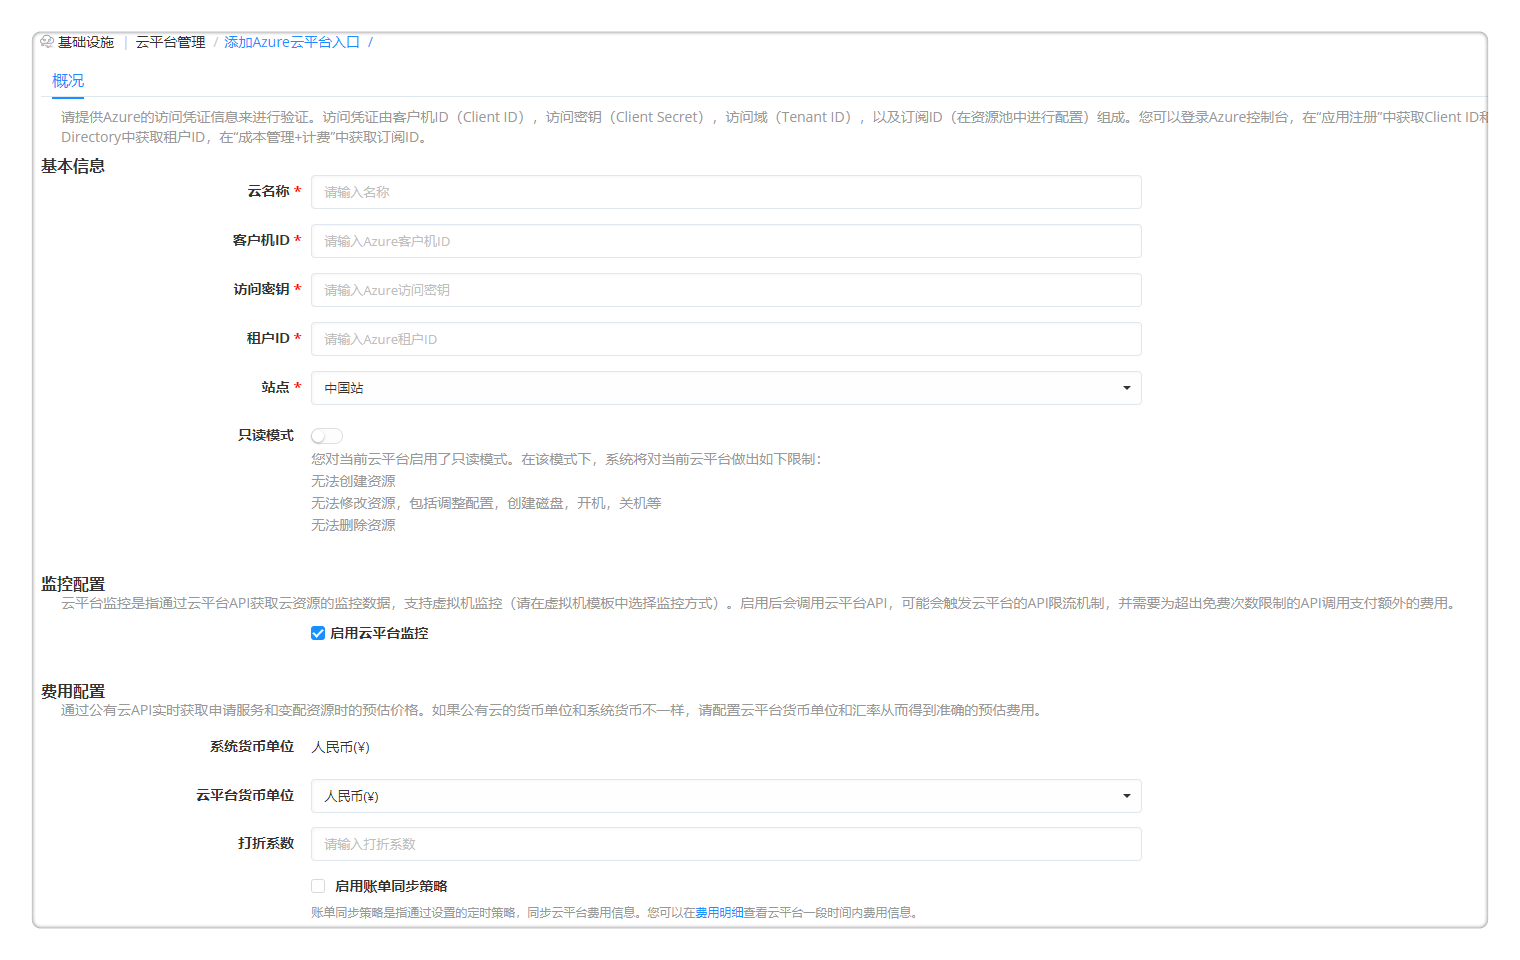 基础设施 | 云平台管理 / 添加Azure云平台入口 /
概况
请提供Azure的访问凭证信息来进行验证。访问凭证由客户机ID（Client ID），访问密钥（Client Secret），访问域（Tenant ID），以及订阅ID（在资源池中进行配置）组成。您可以登录Azure控制台，在“应用注册”中获取Client ID和
Directory中获取租户ID，在“成本管理+计费”中获取订阅ID。
基本信息
云名称 * 请输入名称
客户机ID * 请输入Azure客户机ID
访问密钥 * 请输入Azure访问密钥
租户ID * 请输入Azure租户ID
站点 * 中国站
只读模式
您对当前云平台启用了只读模式。在该模式下，系统将对当前云平台做出如下限制：
无法创建资源
无法修改资源，包括调整配置，创建磁盘，开机，关机等
无法删除资源
监控配置
云平台监控是指通过云平台API获取云资源的监控数据，支持虚拟机监控（请在虚拟机模板中选择监控方式）。启用后会调用云平台API，可能会触发云平台的API限流机制，并需要为超出免费次数限制的API调用支付额外的费用。
启用云平台监控
费用配置
通过公有云API实时获取申请服务和变配资源时的预估价格。如果公有云的货币单位和系统货币不一样，请配置云平台货币单位和汇率从而得到准确的预估费用。
系统货币单位 人民币(¥)
云平台货币单位 人民币(¥)
打折系数 请输入打折系数
启用账单同步策略
账单同步策略是指通过设置的定时策略，同步云平台费用信息。您可以在费用明细查看云平台一段时间内费用信息。